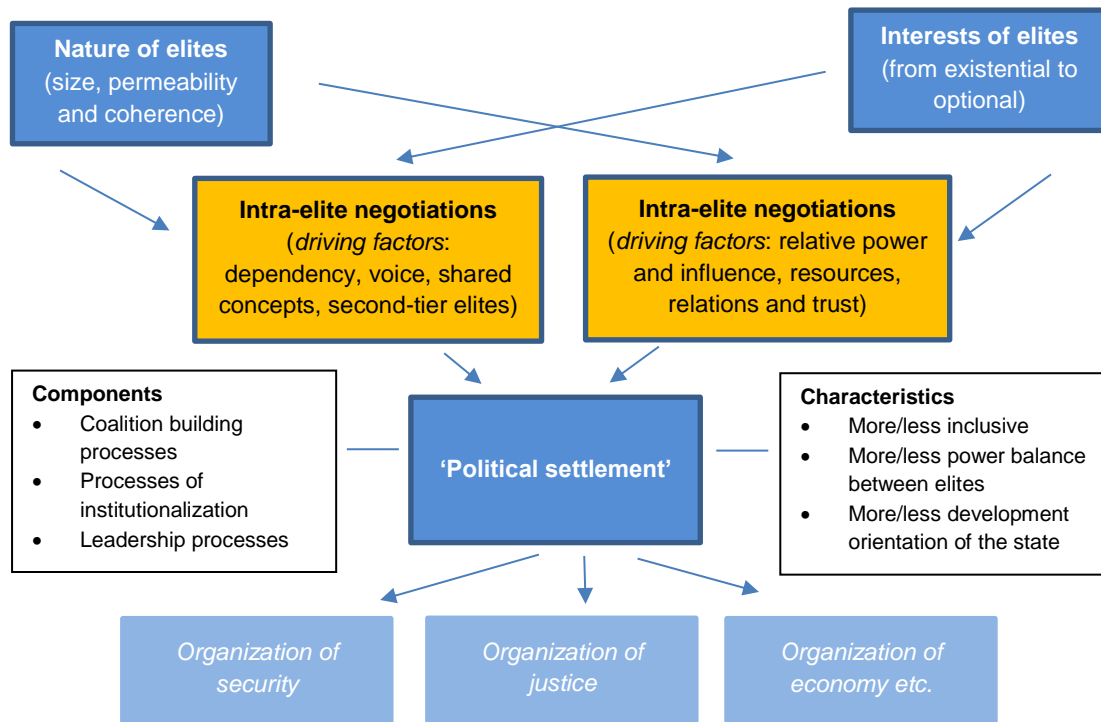 Nature of elites
(size, permeability
and coherence)
Interests of elites
(from existential to
optional)
Intra-elite negotiations
(driving factors:
dependency, voice, shared
concepts, second-tier elites)
Intra-elite negotiations
(driving factors: relative power
and influence, resources,
relations and trust)
Components
• Coalition building
processes
• Processes of
institutionalization
• Leadership processes
‘Political settlement’
Characteristics
• More/less inclusive
• More/less power balance
between elites
• More/less development
orientation of the state
Organization of
security
Organization of
justice
Organization of
economy etc.